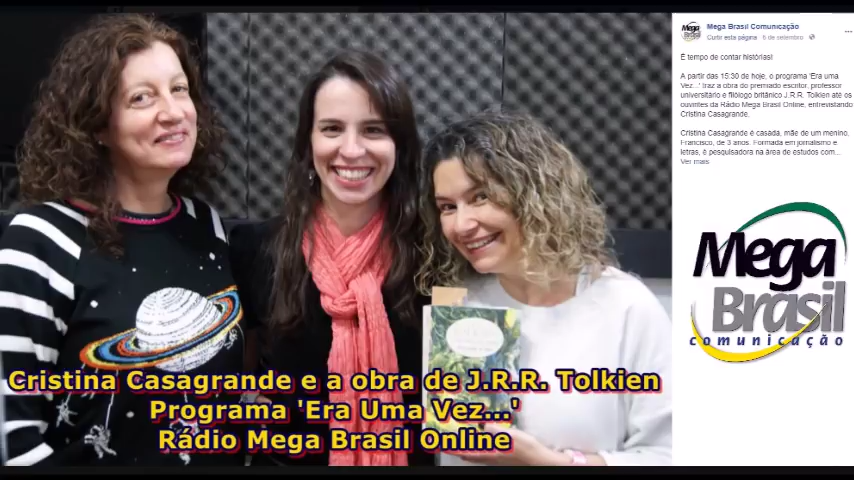 Cristina Casagrande e a obra de J.R.R. Tolkien
Programa 'Era Uma Vez...'
Rádio Mega Brasil Online
Mega Brasil Comunicação
Curtir esta página · 5 de setembro ·
É tempo de contar histórias!
A partir das 15:30 de hoje, o programa 'Era uma
Vez...' traz a obra do premiado escritor, professor
universitário e filólogo britânico J.R.R. Tolkien até os
ouvintes da Rádio Mega Brasil Online, entrevistando
Cristina Casagrande.
Cristina Casagrande é casada, mãe de um menino,
Francisco, de 3 anos. Formada em jornalismo e
letras, é pesquisadora na área de estudos com...
Ver mais
Mega
Brasil
comunicação